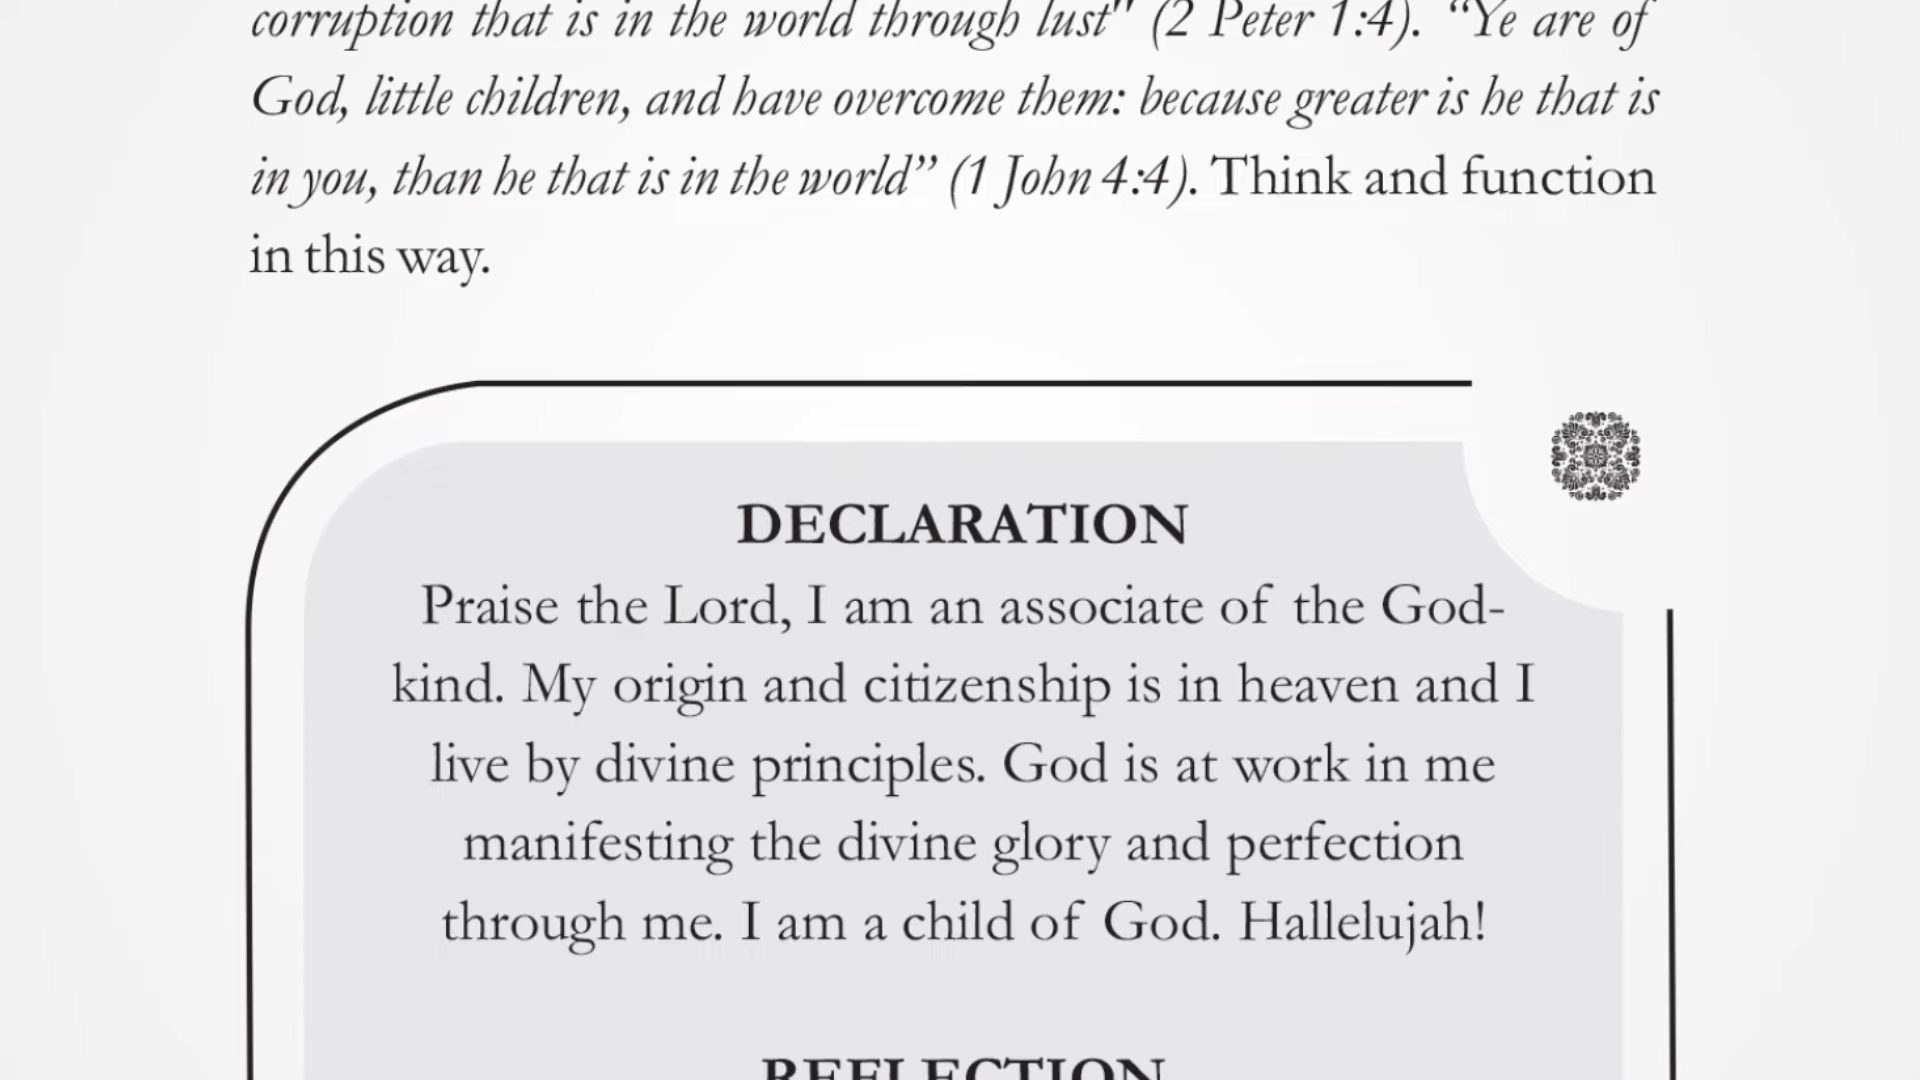 corruption that is in the world through lust" (2 Peter 1:4). “Ye are of
God, little children, and have overcome them: because greater is he that is
in you, than he that is in the world” (1 John 4:4). Think and function
in this way.
DECLARATION
Praise the Lord, I am an associate of the God-
kind. My origin and citizenship is in heaven and I
live by divine principles. God is at work in me
manifesting the divine glory and perfection
through me. I am a child of God. Hallelujah!
REFLECTION